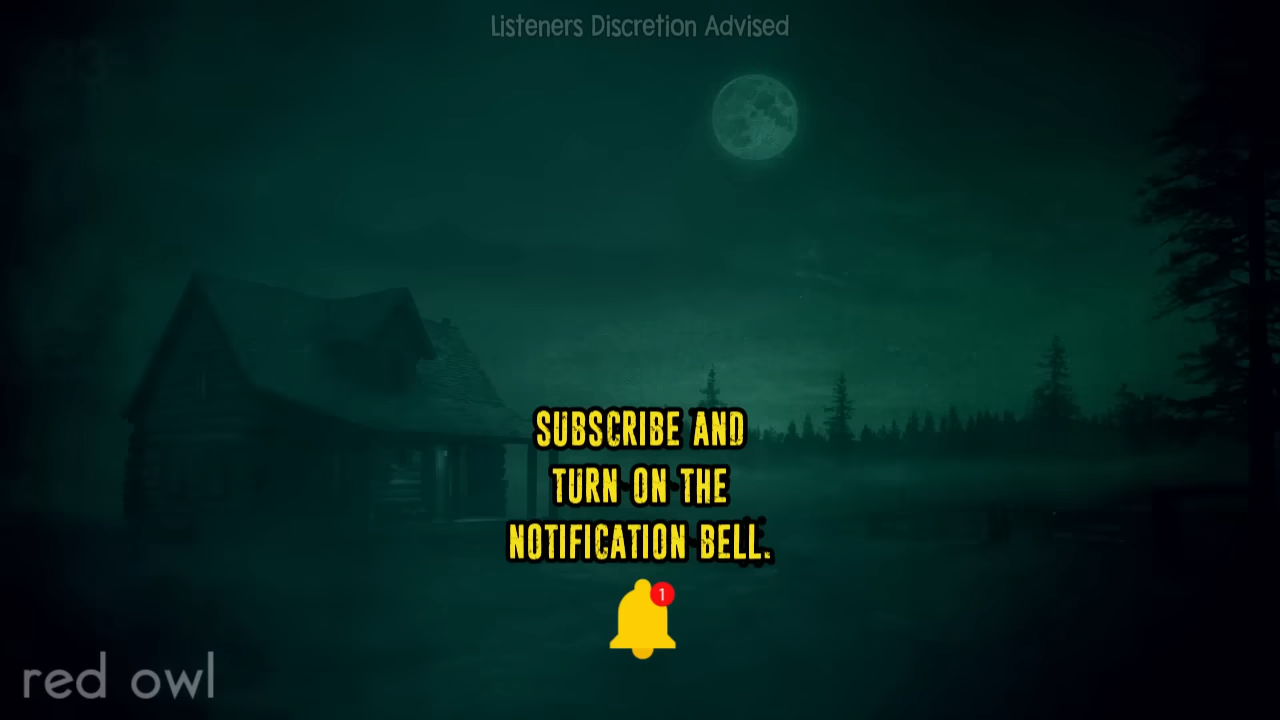 Listeners Discretion Advised
SUBSCRIBE AND
TURN ON THE
NOTIFICATION BELL.
1
red owl